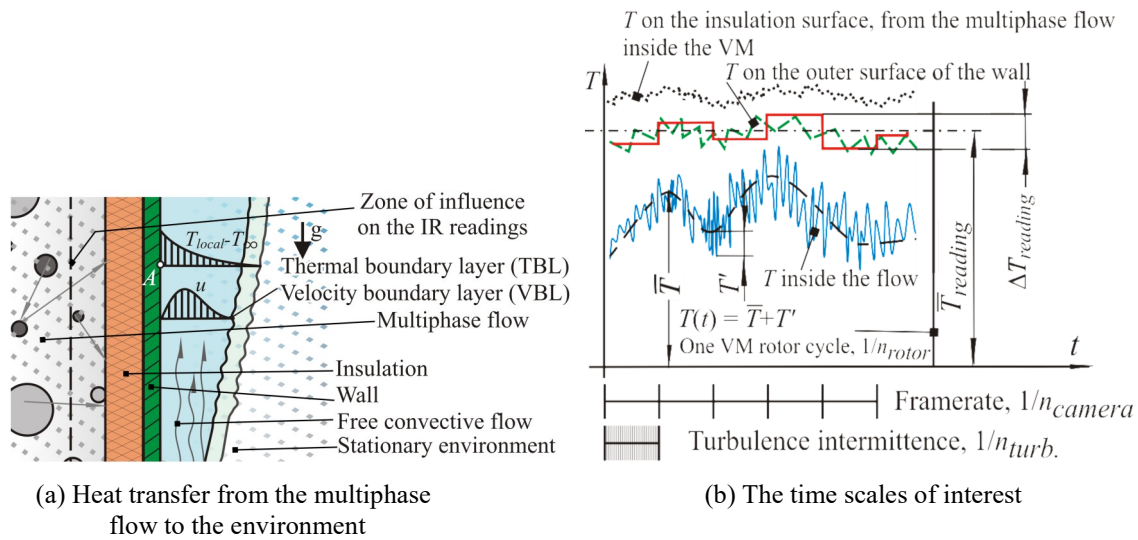 Zone of influence
on the IR readings
g
T_local-T_∞
A
Thermal boundary layer (TBL)
u
Velocity boundary layer (VBL)
Multiphase flow
Insulation
Wall
Free convective flow
Stationary environment
(a) Heat transfer from the multiphase
flow to the environment
T on the insulation surface, from the multiphase flow
inside the VM
T on the outer surface of the wall
T
T̅
T'
T inside the flow
T̅_reading
ΔT_reading
T(t) = T̅+T'
One VM rotor cycle, 1/n_rotor
t
Framerate, 1/n_camera
Turbulence intermittence, 1/n_turb.
(b) The time scales of interest